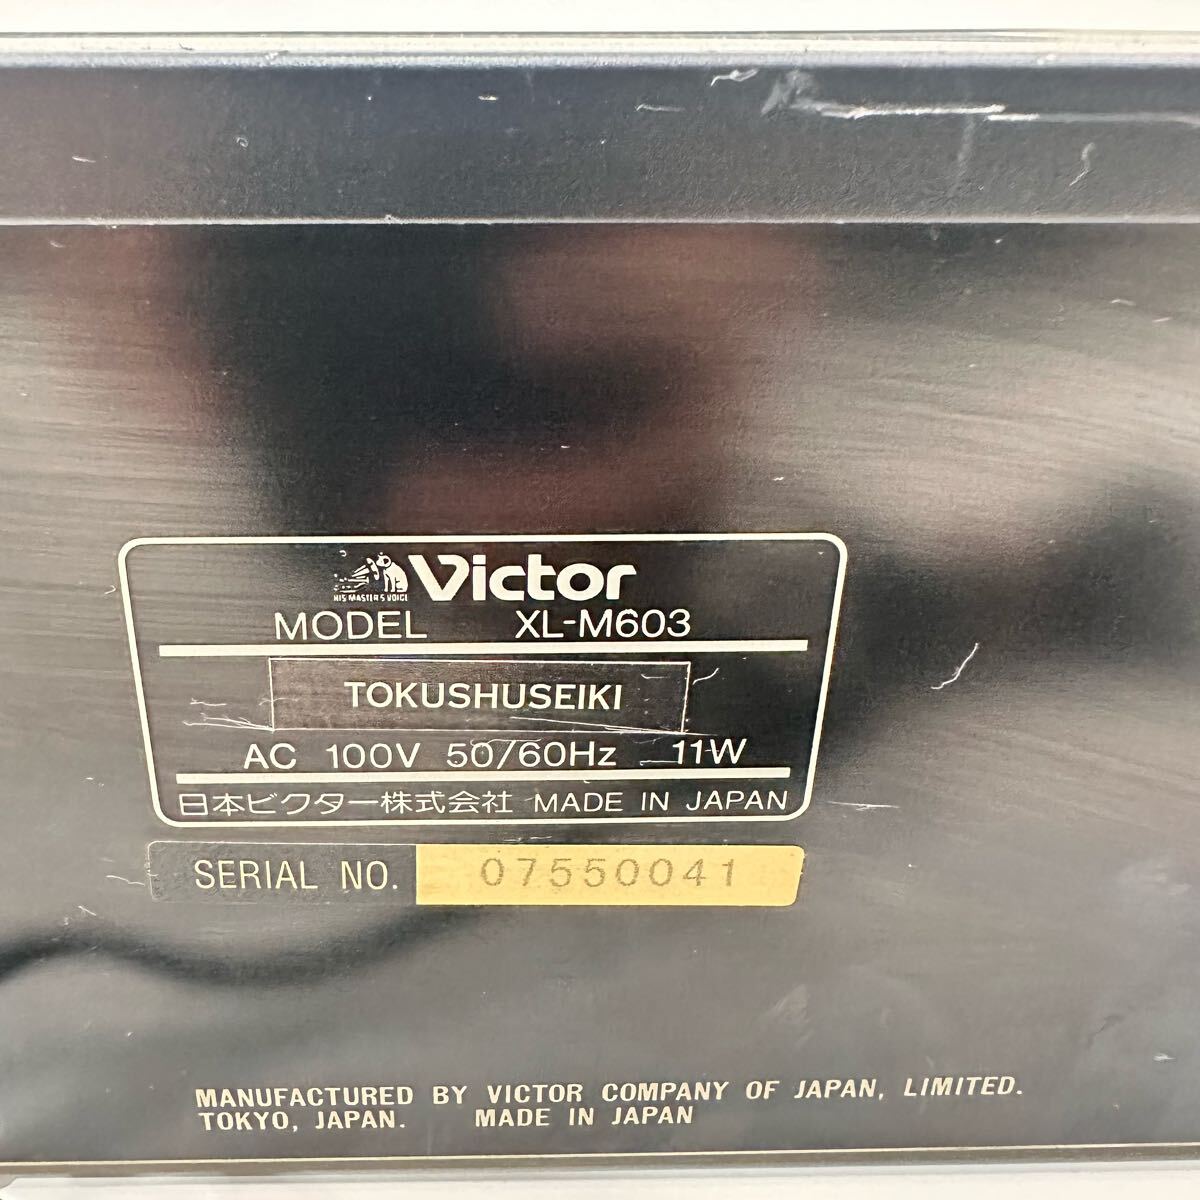 HIS MASTER'S VOICE
Victor
MODEL XL-M603
TOKUSHUSEIKI
AC 100V 50/60Hz 11W
日本ビクター株式会社 MADE IN JAPAN
SERIAL NO. 07550041
MANUFACTURED BY VICTOR COMPANY OF JAPAN, LIMITED.
TOKYO, JAPAN. MADE IN JAPAN